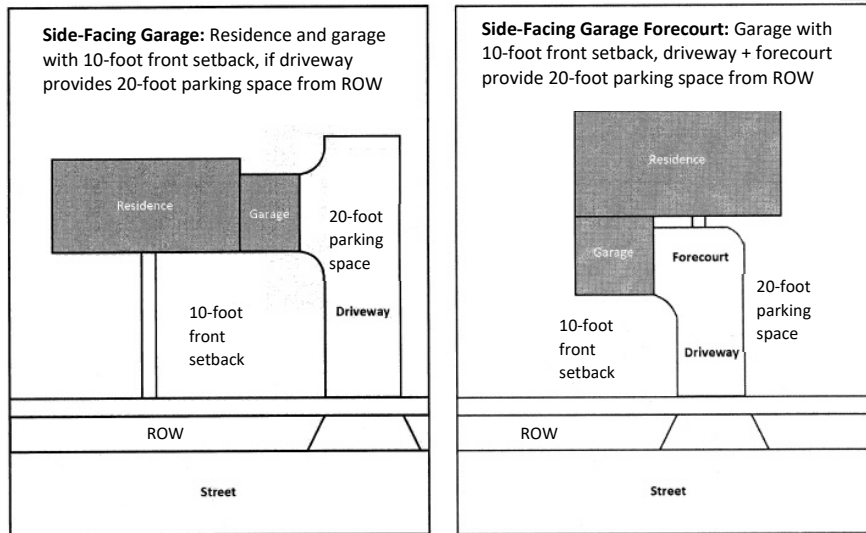 Side-Facing Garage: Residence and garage
with 10-foot front setback, if driveway
provides 20-foot parking space from ROW
Residence
Garage
20-foot
parking
space
10-foot
front
setback
Driveway
ROW
Street
Side-Facing Garage Forecourt: Garage with
10-foot front setback, driveway + forecourt
provide 20-foot parking space from ROW
Residence
Garage
Forecourt
20-foot
parking
space
10-foot
front
setback
Driveway
ROW
Street